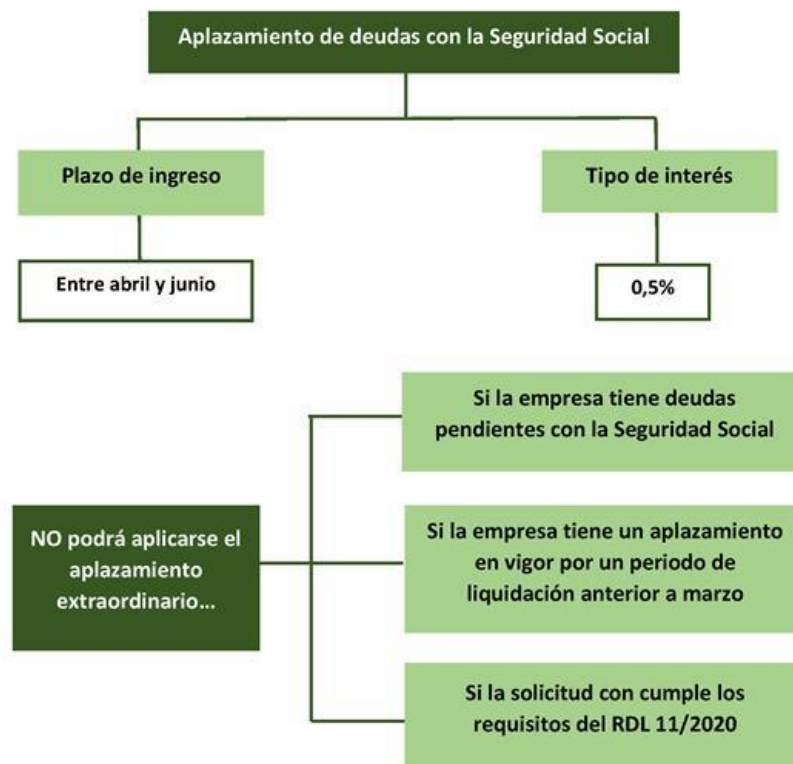 Aplazamiento de deudas con la Seguridad Social
Plazo de ingreso
Tipo de interés
Entre abril y junio
0,5%
Si la empresa tiene deudas
pendientes con la Seguridad Social
NO podrá aplicarse el
aplazamiento
extraordinario...
Si la empresa tiene un aplazamiento
en vigor por un periodo de
liquidación anterior a marzo
Si la solicitud con cumple los
requisitos del RDL 11/2020